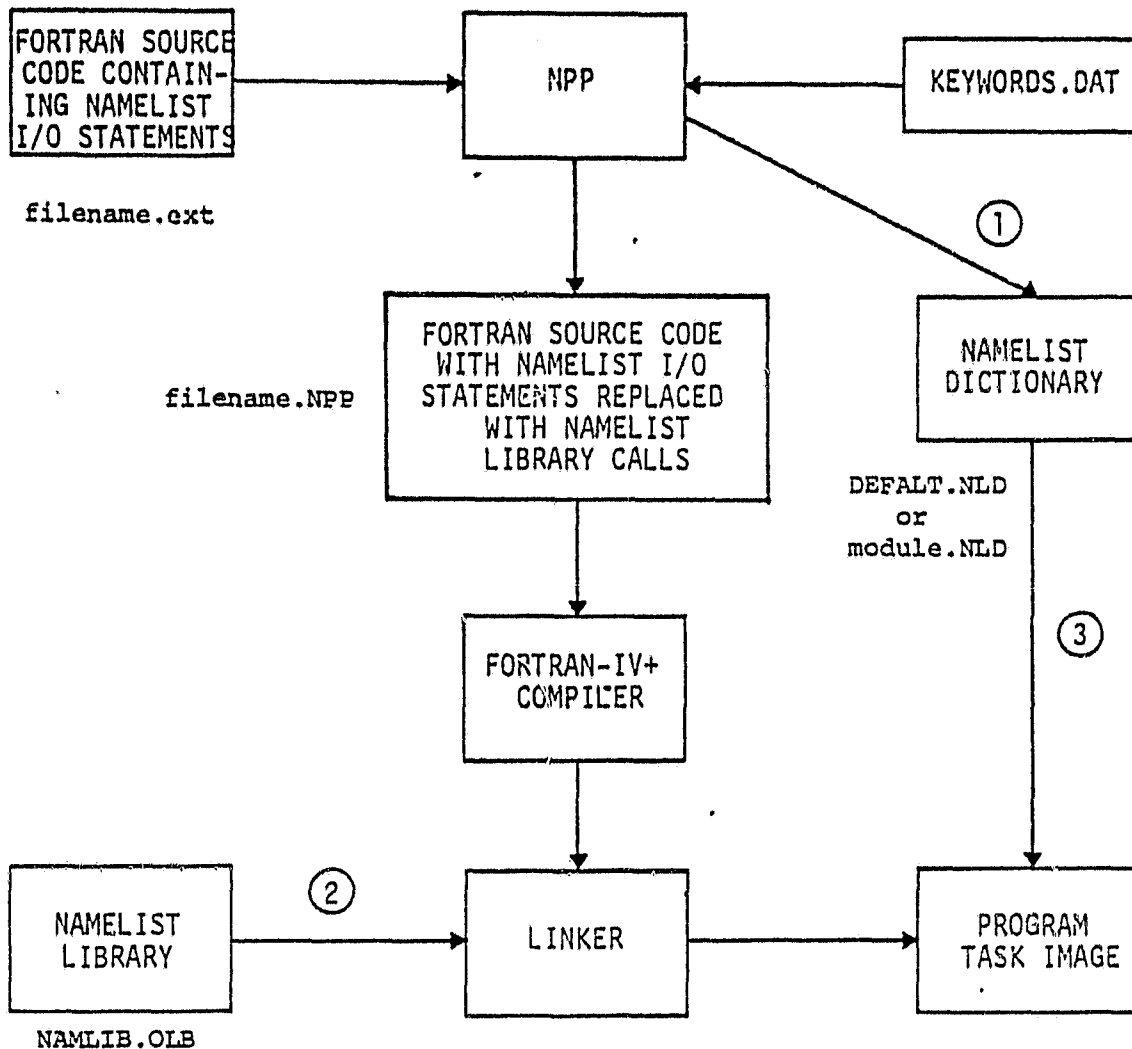 FORTRAN SOURCE
CODE CONTAIN-
ING NAMELIST
I/O STATEMENTS
filename.ext
NPP
KEYWORDS.DAT
1
FORTRAN SOURCE CODE
WITH NAMELIST I/O
STATEMENTS REPLACED
WITH NAMELIST
LIBRARY CALLS
filename.NPP
NAMELIST
DICTIONARY
DEFALT.NLD
or
module.NLD
FORTRAN-IV+
COMPILER
3
NAMELIST
LIBRARY
NAMLIB.OLB
2
LINKER
PROGRAM
TASK IMAGE